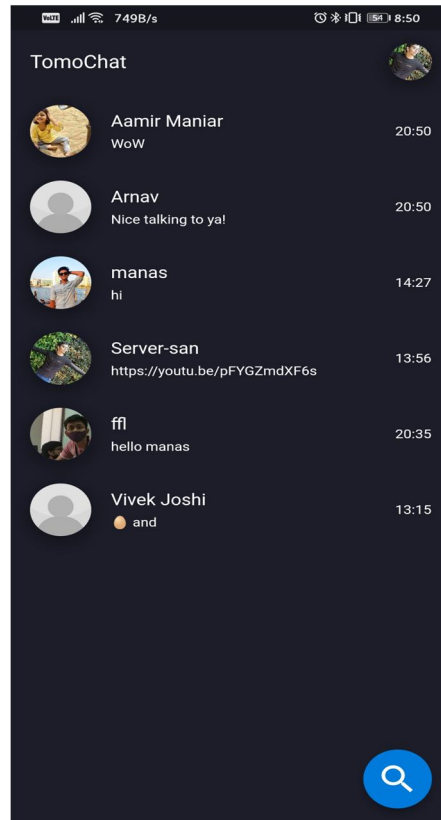 VoLTE 749B/s 54 8:50
TomoChat
Aamir Maniar
WoW
20:50
Arnav
Nice talking to ya!
20:50
manas
hi
14:27
Server-san
https://youtu.be/pFYGZmdXF6s
13:56
ffl
hello manas
20:35
Vivek Joshi
🥚 and
13:15